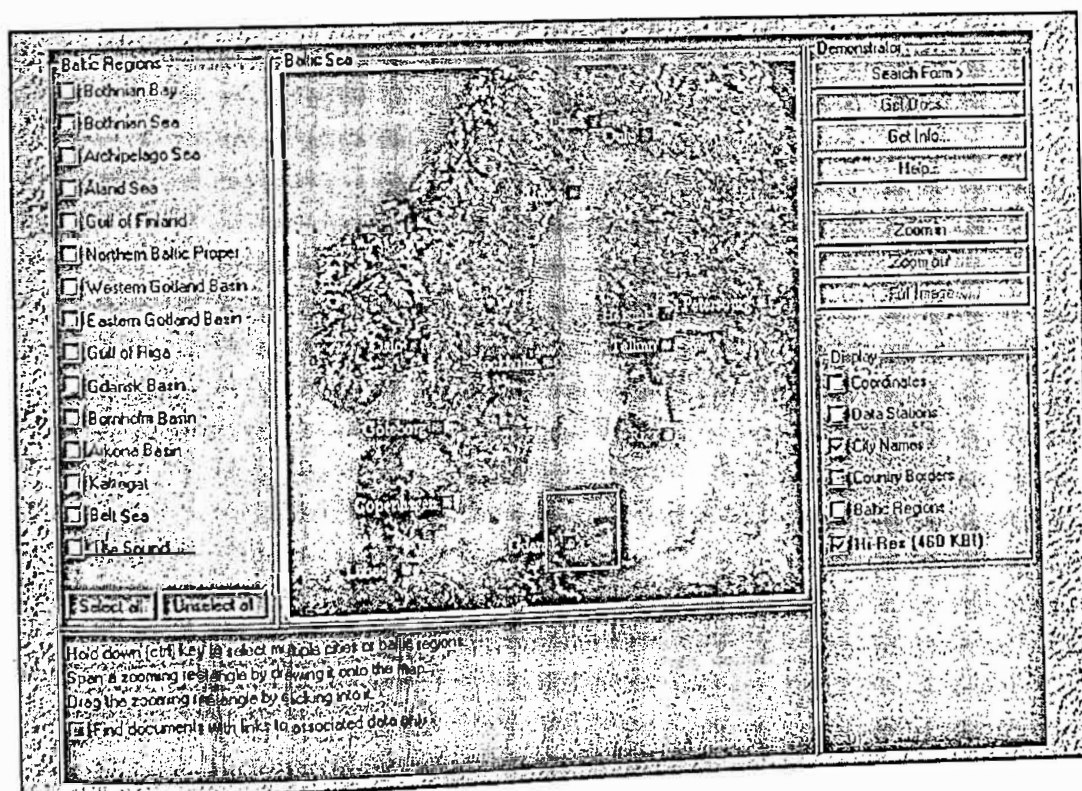 Baltic Regions
Bothnian Bay
Bothnian Sea
Archipelago Sea
Aland Sea
Gulf of Finland
Northern Baltic Proper
Western Gotland Basin
Eastern Gotland Basin
Gulf of Riga
Gdansk Basin
Bornholm Basin
Arkona Basin
Kattegat
Belt Sea
The Sound
Select all
Unselect all
Baltic Sea
Oulu
Oslo
Tallinn
Göteborg
Copenhagen
Demonstrator
Search Form >
Get Docs...
Get Info...
Help...
Zoom in
Zoom out
Full Image
Display
Coordinates
Data Stations
City Names
Country Borders
Baltic Regions
Hi-Res (460 KB!)
Hold down [ctrl] key to select multiple cities or baltic regions.
Span a zooming rectangle by drawing it onto the map.
Drag the zooming rectangle by clicking into it.
Find documents with links to associated data only